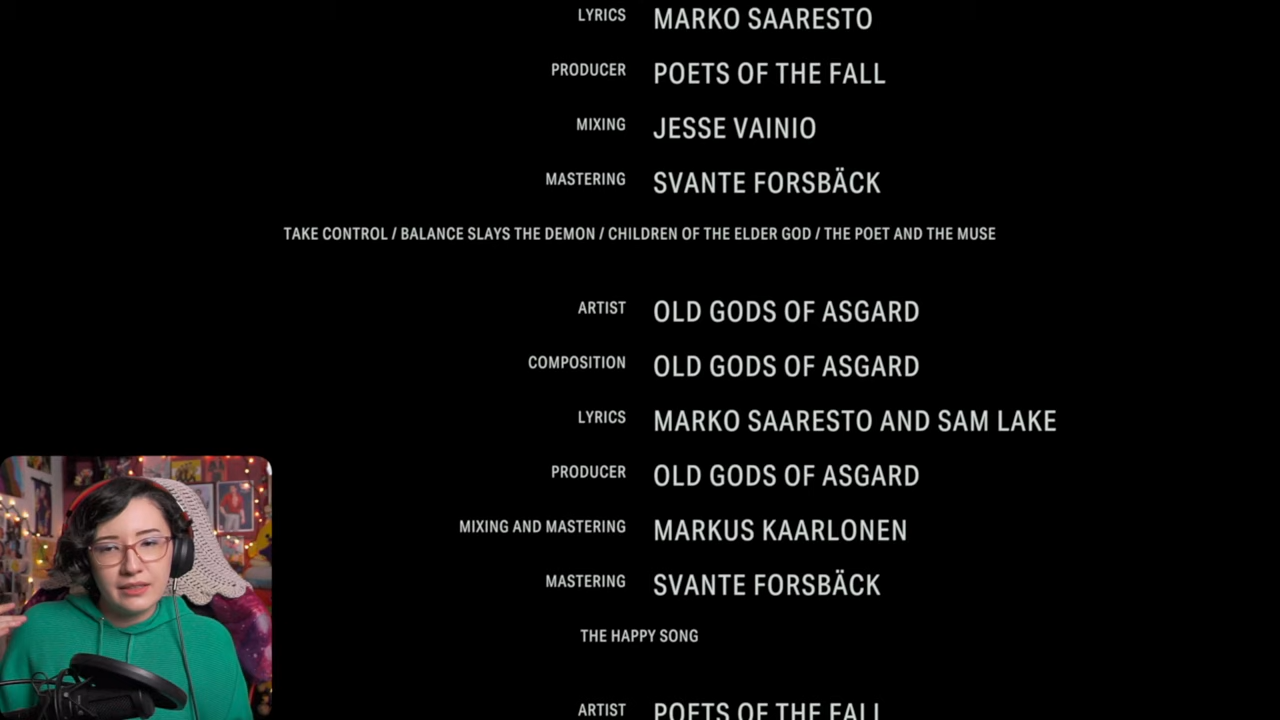 LYRICS MARKO SAARESTO
PRODUCER POETS OF THE FALL
MIXING JESSE VAINIO
MASTERING SVANTE FORSBÄCK
TAKE CONTROL / BALANCE SLAYS THE DEMON / CHILDREN OF THE ELDER GOD / THE POET AND THE MUSE
ARTIST OLD GODS OF ASGARD
COMPOSITION OLD GODS OF ASGARD
LYRICS MARKO SAARESTO AND SAM LAKE
PRODUCER OLD GODS OF ASGARD
MIXING AND MASTERING MARKUS KAARLONEN
MASTERING SVANTE FORSBÄCK
THE HAPPY SONG
ARTIST POETS OF THE FALL